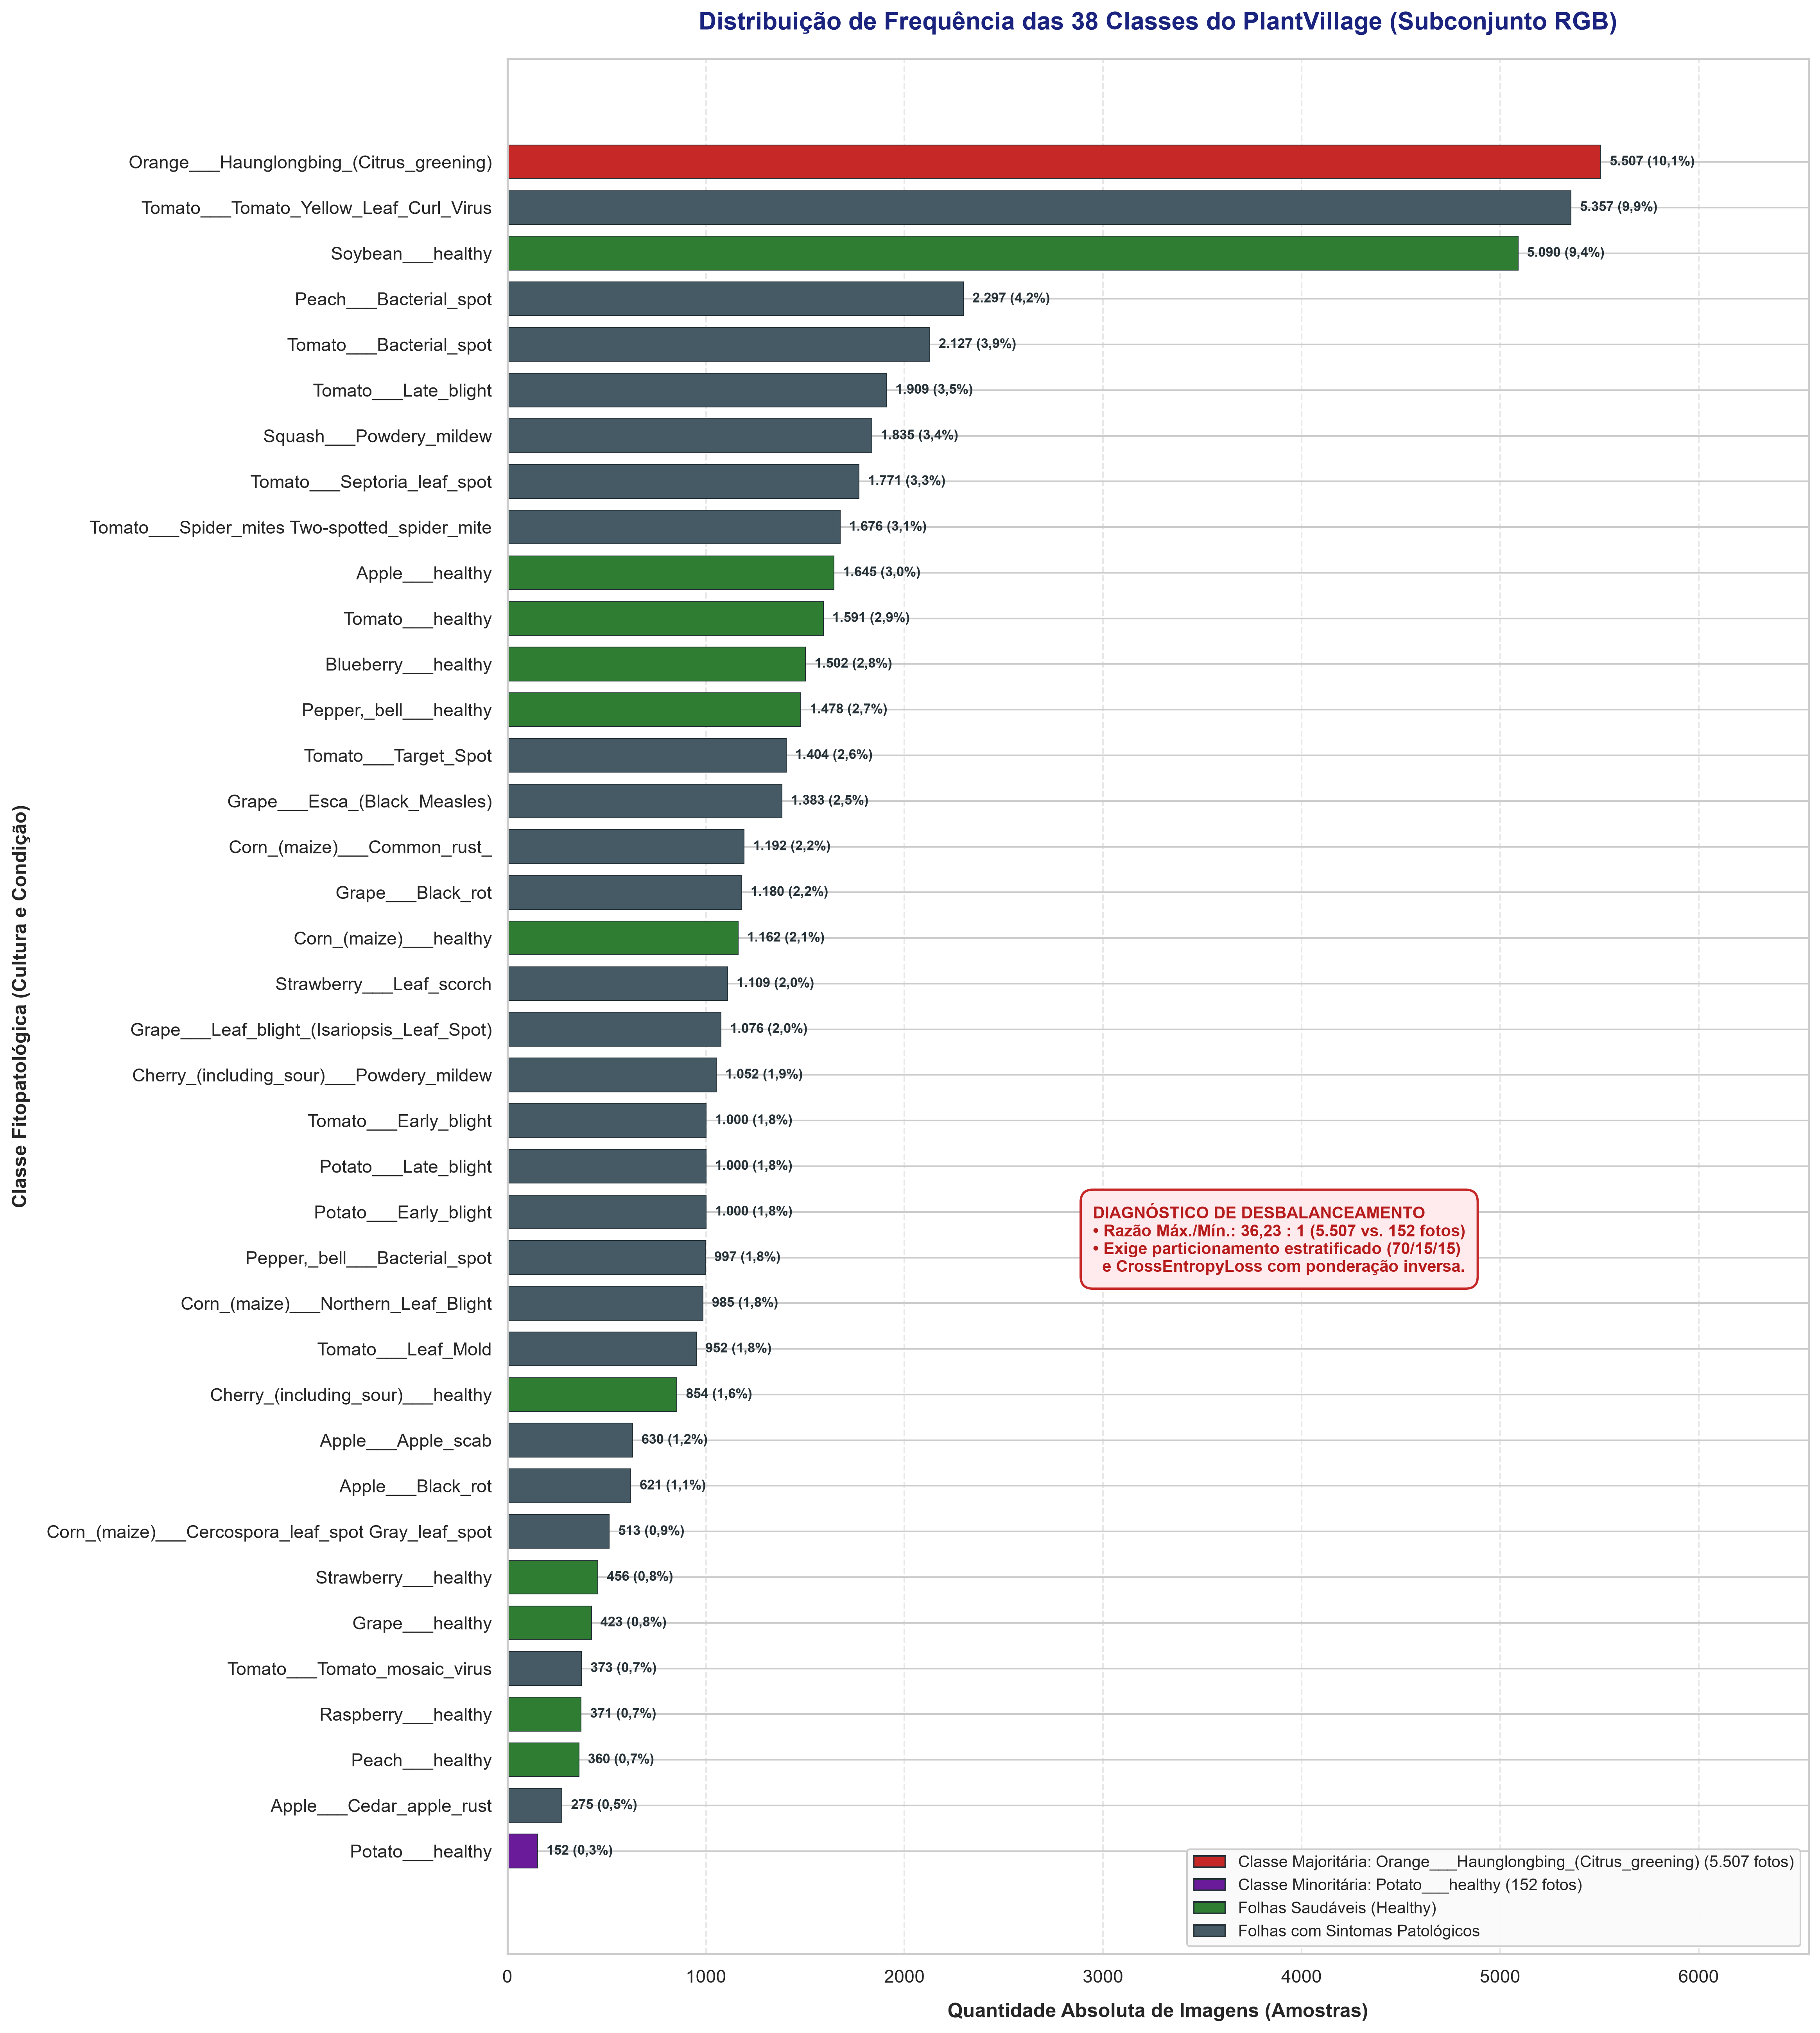 Distribuição de Frequência das 38 Classes do PlantVillage (Subconjunto RGB)
Classe Fitopatológica (Cultura e Condição)
Orange___Haunglongbing_(Citrus_greening) 5.507 (10,1%)
Tomato___Tomato_Yellow_Leaf_Curl_Virus 5.357 (9,9%)
Soybean___healthy 5.090 (9,4%)
Peach___Bacterial_spot 2.297 (4,2%)
Tomato___Bacterial_spot 2.127 (3,9%)
Tomato___Late_blight 1.909 (3,5%)
Squash___Powdery_mildew 1.835 (3,4%)
Tomato___Septoria_leaf_spot 1.771 (3,3%)
Tomato___Spider_mites Two-spotted_spider_mite 1.676 (3,1%)
Apple___healthy 1.645 (3,0%)
Tomato___healthy 1.591 (2,9%)
Blueberry___healthy 1.502 (2,8%)
Pepper,_bell___healthy 1.478 (2,7%)
Tomato___Target_Spot 1.404 (2,6%)
Grape___Esca_(Black_Measles) 1.383 (2,5%)
Corn_(maize)___Common_rust_ 1.192 (2,2%)
Grape___Black_rot 1.180 (2,2%)
Corn_(maize)___healthy 1.162 (2,1%)
Strawberry___Leaf_scorch 1.109 (2,0%)
Grape___Leaf_blight_(Isariopsis_Leaf_Spot) 1.076 (2,0%)
Cherry_(including_sour)___Powdery_mildew 1.052 (1,9%)
Tomato___Early_blight 1.000 (1,8%)
Potato___Late_blight 1.000 (1,8%)
Potato___Early_blight 1.000 (1,8%)
Pepper,_bell___Bacterial_spot 997 (1,8%)
Corn_(maize)___Northern_Leaf_Blight 985 (1,8%)
Tomato___Leaf_Mold 952 (1,8%)
Cherry_(including_sour)___healthy 854 (1,6%)
Apple___Apple_scab 630 (1,2%)
Apple___Black_rot 621 (1,1%)
Corn_(maize)___Cercospora_leaf_spot Gray_leaf_spot 513 (0,9%)
Strawberry___healthy 456 (0,8%)
Grape___healthy 423 (0,8%)
Tomato___Tomato_mosaic_virus 373 (0,7%)
Raspberry___healthy 371 (0,7%)
Peach___healthy 360 (0,7%)
Apple___Cedar_apple_rust 275 (0,5%)
Potato___healthy 152 (0,3%)
DIAGNÓSTICO DE DESBALANCEAMENTO
• Razão Máx./Mín.: 36,23 : 1 (5.507 vs. 152 fotos)
• Exige particionamento estratificado (70/15/15)
e CrossEntropyLoss com ponderação inversa.
Classe Majoritária: Orange___Haunglongbing_(Citrus_greening) (5.507 fotos)
Classe Minoritária: Potato___healthy (152 fotos)
Folhas Saudáveis (Healthy)
Folhas com Sintomas Patológicos
0 1000 2000 3000 4000 5000 6000
Quantidade Absoluta de Imagens (Amostras)